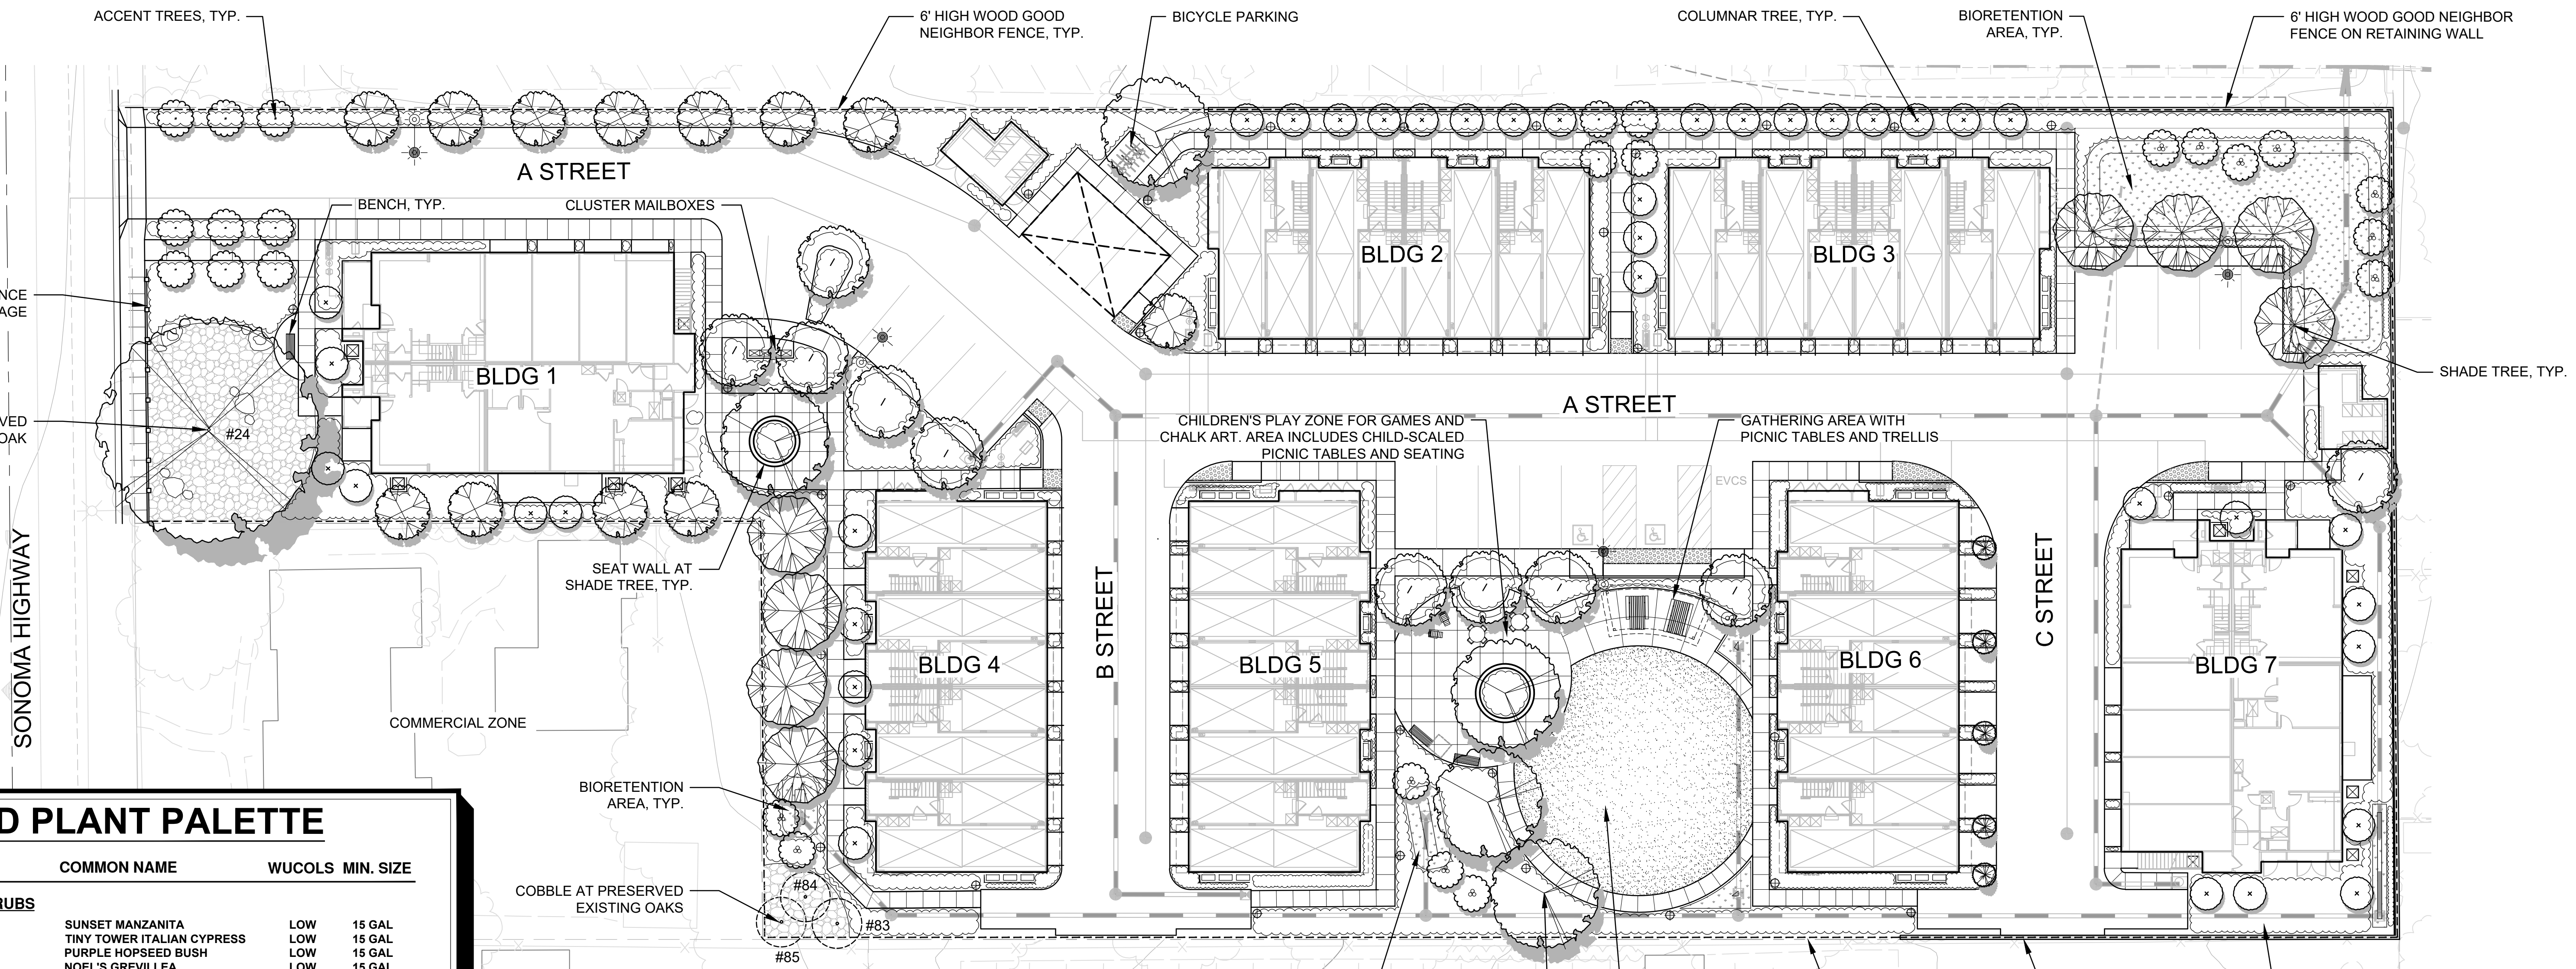 ACCENT TREES, TYP.
6' HIGH WOOD GOOD
NEIGHBOR FENCE, TYP.
BICYCLE PARKING
COLUMNAR TREE, TYP.
BIORETENTION
AREA, TYP.
6' HIGH WOOD GOOD NEIGHBOR
FENCE ON RETAINING WALL
A STREET
BENCH, TYP.
CLUSTER MAILBOXES
BLDG 2
BLDG 3
NCE
AGE
BLDG 1
SHADE TREE, TYP.
A STREET
VED
OAK
#24
CHILDREN'S PLAY ZONE FOR GAMES AND
CHALK ART. AREA INCLUDES CHILD-SCALED
PICNIC TABLES AND SEATING
GATHERING AREA WITH
PICNIC TABLES AND TRELLIS
EVCS
SONOMA HIGHWAY
SEAT WALL AT
SHADE TREE, TYP.
B STREET
C STREET
BLDG 4
BLDG 5
BLDG 6
BLDG 7
COMMERCIAL ZONE
BIORETENTION
AREA, TYP.
COBBLE AT PRESERVED
EXISTING OAKS
#84
#83
#85
D PLANT PALETTE
COMMON NAME WUCOLS MIN. SIZE
RUBS
SUNSET MANZANITA LOW 15 GAL
TINY TOWER ITALIAN CYPRESS LOW 15 GAL
PURPLE HOPSEED BUSH LOW 15 GAL
NOEL'S GREVILLEA LOW 15 GAL